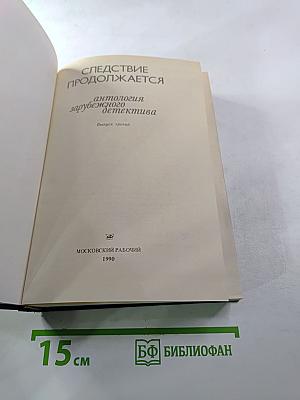 СЛЕДСТВИЕ
ПРОДОЛЖАЕТСЯ
антология
зарубежного
детектива
Выпуск третий
МОСКОВСКИЙ РАБОЧИЙ
1990
15 см
БФ БИБЛИОФАН